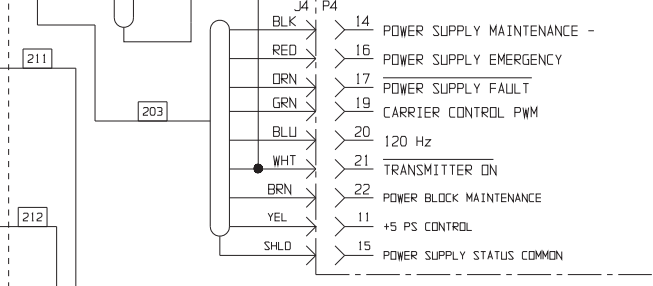 J4 P4
BLK 14 POWER SUPPLY MAINTENANCE -
RED 16 POWER SUPPLY EMERGENCY
211
ORN 17 POWER SUPPLY FAULT
GRN 19 CARRIER CONTROL PWM
203
BLU 20 120 Hz
WHT 21 TRANSMITTER ON
BRN 22 POWER BLOCK MAINTENANCE
212
YEL 11 +5 PS CONTROL
SHLD 15 POWER SUPPLY STATUS COMMON